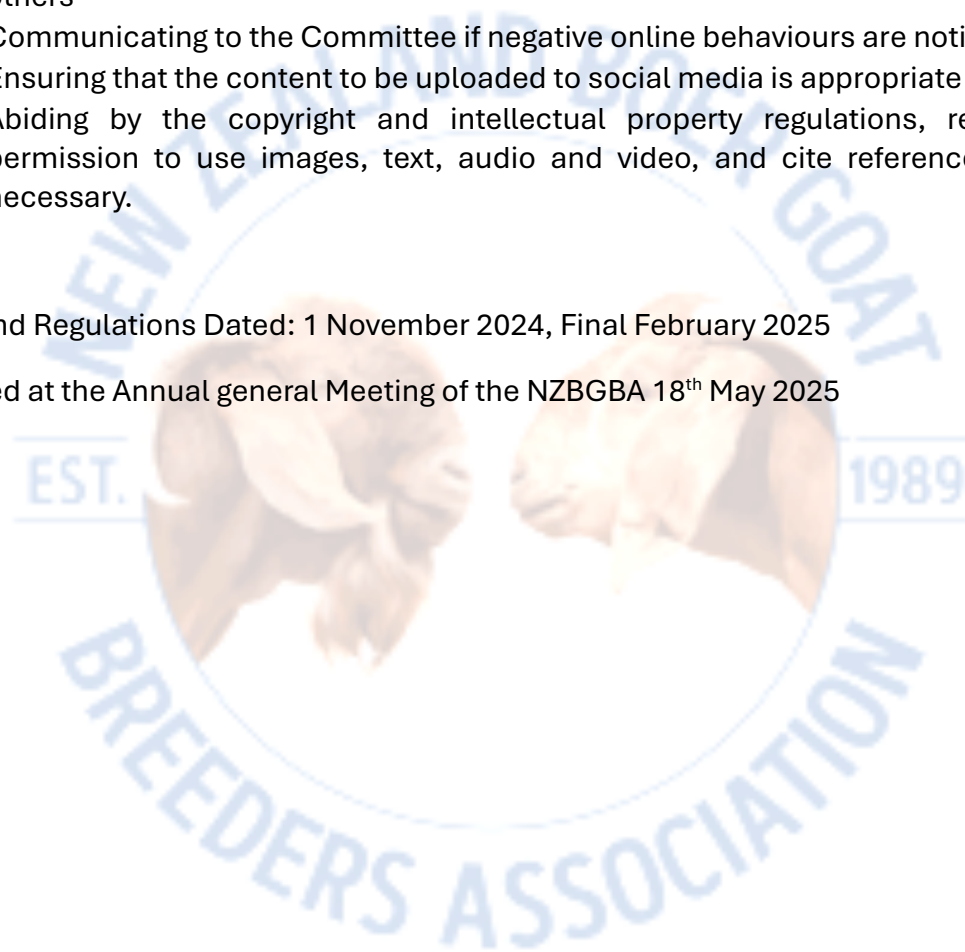 others
Communicating to the Committee if negative online behaviours are noti
Ensuring that the content to be uploaded to social media is appropriate
Abiding by the copyright and intellectual property regulations, re
permission to use images, text, audio and video, and cite reference
necessary.
nd Regulations Dated: 1 November 2024, Final February 2025
ed at the Annual general Meeting of the NZBGBA 18th May 2025
NEW ZEALAND BOER GOAT
EST. 1989
BREEDERS ASSOCIATION